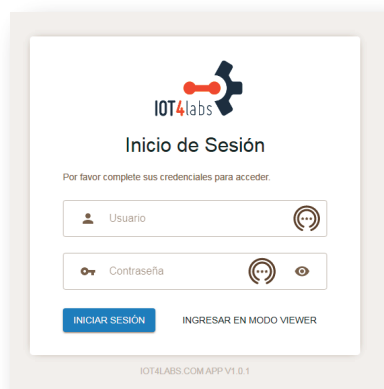 IOT4labs
Inicio de Sesión
Por favor complete sus credenciales para acceder.
Usuario
Contraseña
INICIAR SESIÓN INGRESAR EN MODO VIEWER
IOT4LABS.COM APP V1.0.1